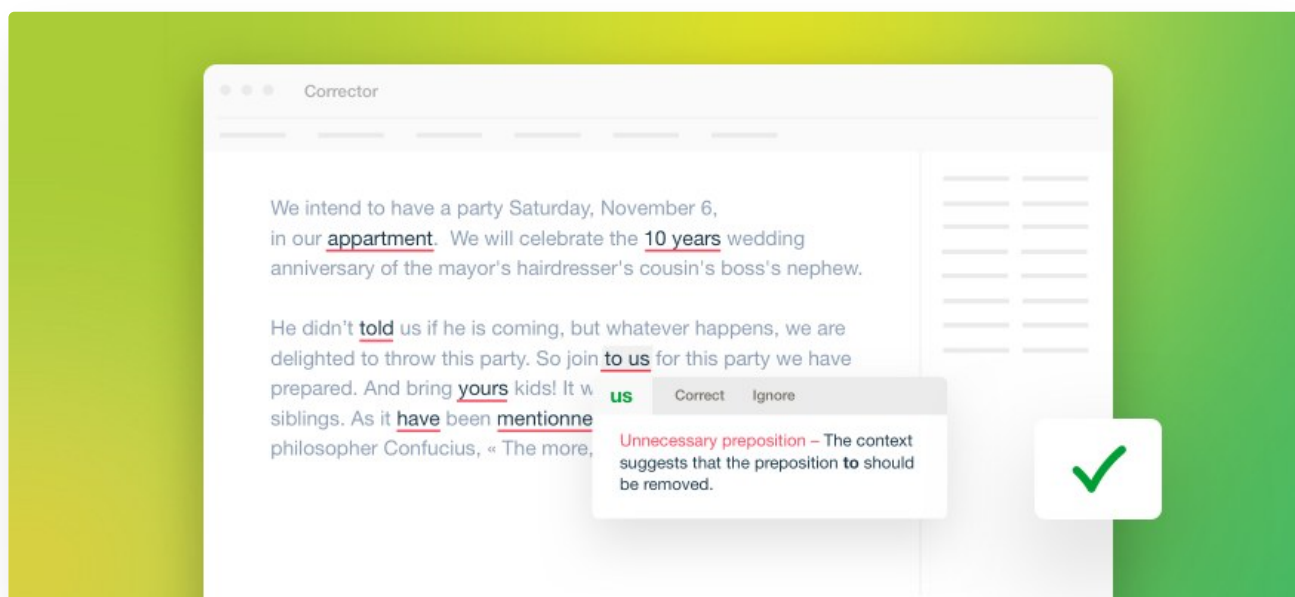 Corrector
We intend to have a party Saturday, November 6,
in our appartment. We will celebrate the 10 years wedding
anniversary of the mayor's hairdresser's cousin's boss's nephew.
He didn't told us if he is coming, but whatever happens, we are
delighted to throw this party. So join to us for this party we have
prepared. And bring yours kids! It w
siblings. As it have been mentionne
philosopher Confucius, « The more,
us Correct Ignore
Unnecessary preposition – The context
suggests that the preposition to should
be removed.